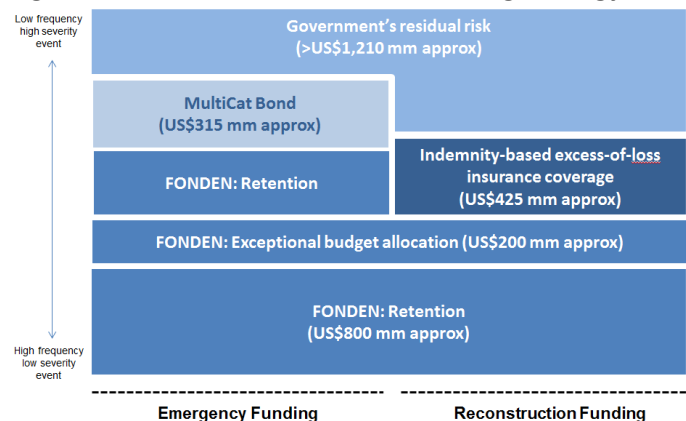 Low frequency
high severity
event
Government's residual risk
(>US$1,210 mm approx)
MultiCat Bond
(US$315 mm approx)
FONDEN: Retention
Indemnity-based excess-of-loss
insurance coverage
(US$425 mm approx)
FONDEN: Exceptional budget allocation (US$200 mm approx)
FONDEN: Retention
(US$800 mm approx)
High frequency
low severity
event
Emergency Funding
Reconstruction Funding